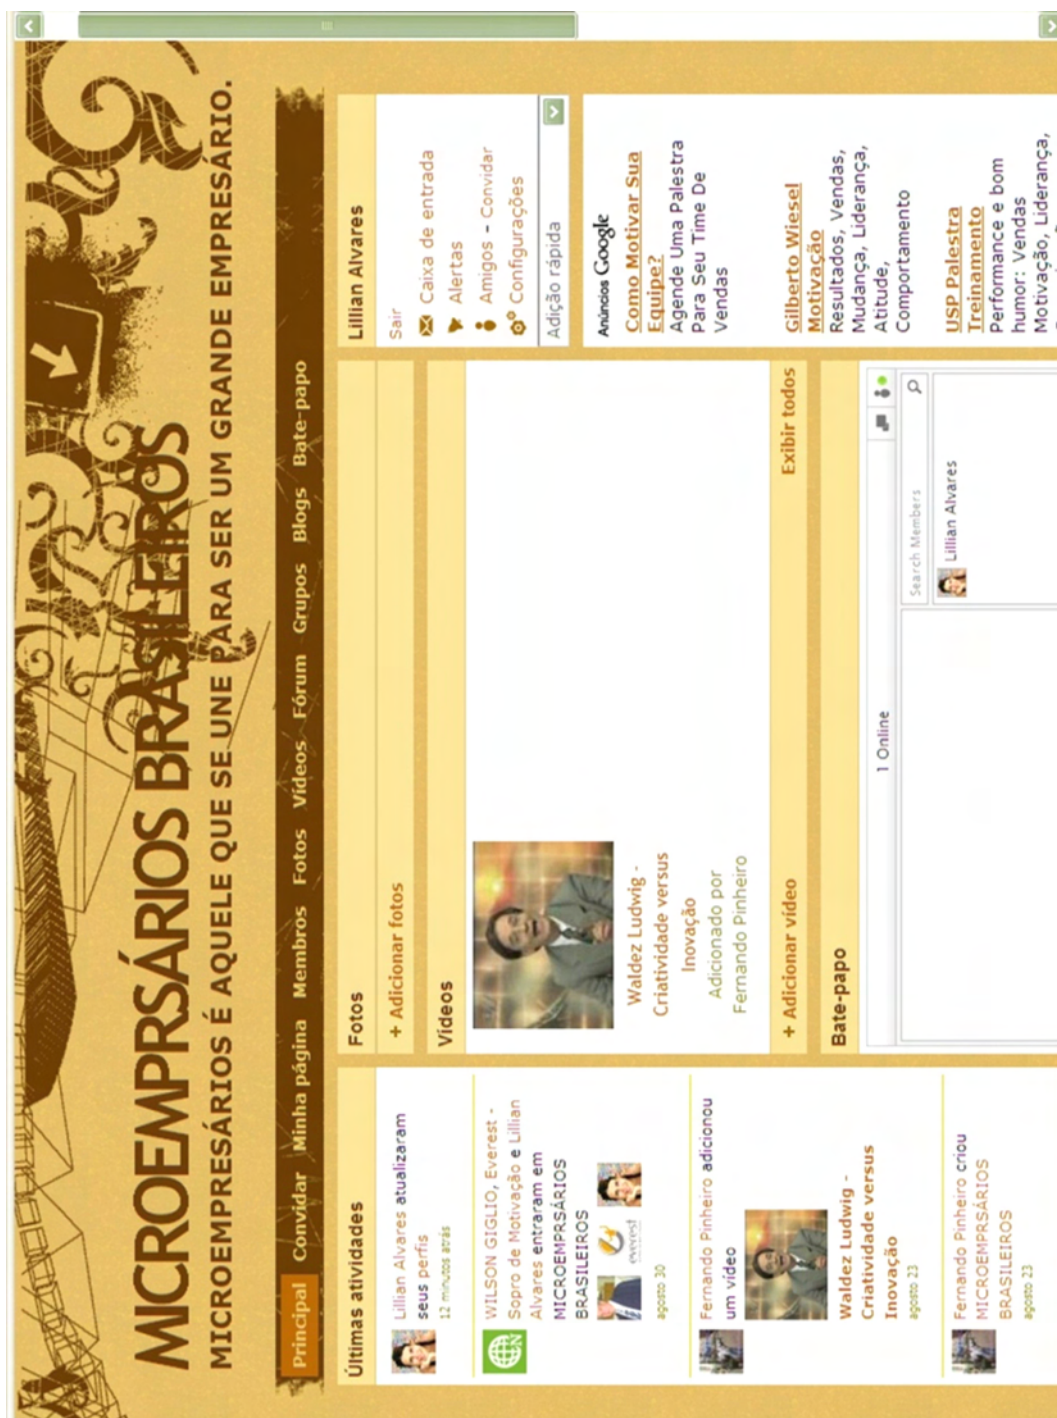 MICROEMPRSÁRIOS BRASILEIROS
MICROEMPRESÁRIOS É AQUELE QUE SE UNE PARA SER UM GRANDE EMPRESÁRIO.
Principal Convidar Minha página Membros Fotos Vídeos Fórum Grupos Blogs Bate-papo
Últimas atividades
Lillian Alvares atualizaram
seus perfis
12 minutos atrás
WILSON GIGLIO, Everest -
Sopro de Motivação e Lillian
Alvares entraram em
MICROEMPRSÁRIOS
BRASILEIROS
everest
agosto 30
Fernando Pinheiro adicionou
um vídeo
Waldez Ludwig -
Criatividade versus
Inovação
agosto 23
Fernando Pinheiro criou
MICROEMPRSÁRIOS
BRASILEIROS
agosto 23
Fotos
+ Adicionar fotos
Vídeos
Waldez Ludwig -
Criatividade versus
Inovação
Adicionado por
Fernando Pinheiro
+ Adicionar vídeo Exibir todos
Bate-papo
1 Online
Search Members
Lillian Alvares
Lillian Alvares
Sair
Caixa de entrada
Alertas
Amigos – Convidar
Configurações
Adição rápida
Anúncios Google
Como Motivar Sua
Equipe?
Agende Uma Palestra
Para Seu Time De
Vendas
Gilberto Wiesel
Motivação
Resultados, Vendas,
Mudança, Liderança,
Atitude,
Comportamento
USP Palestra
Treinamento
Performance e bom
humor: Vendas
Motivação, Liderança,